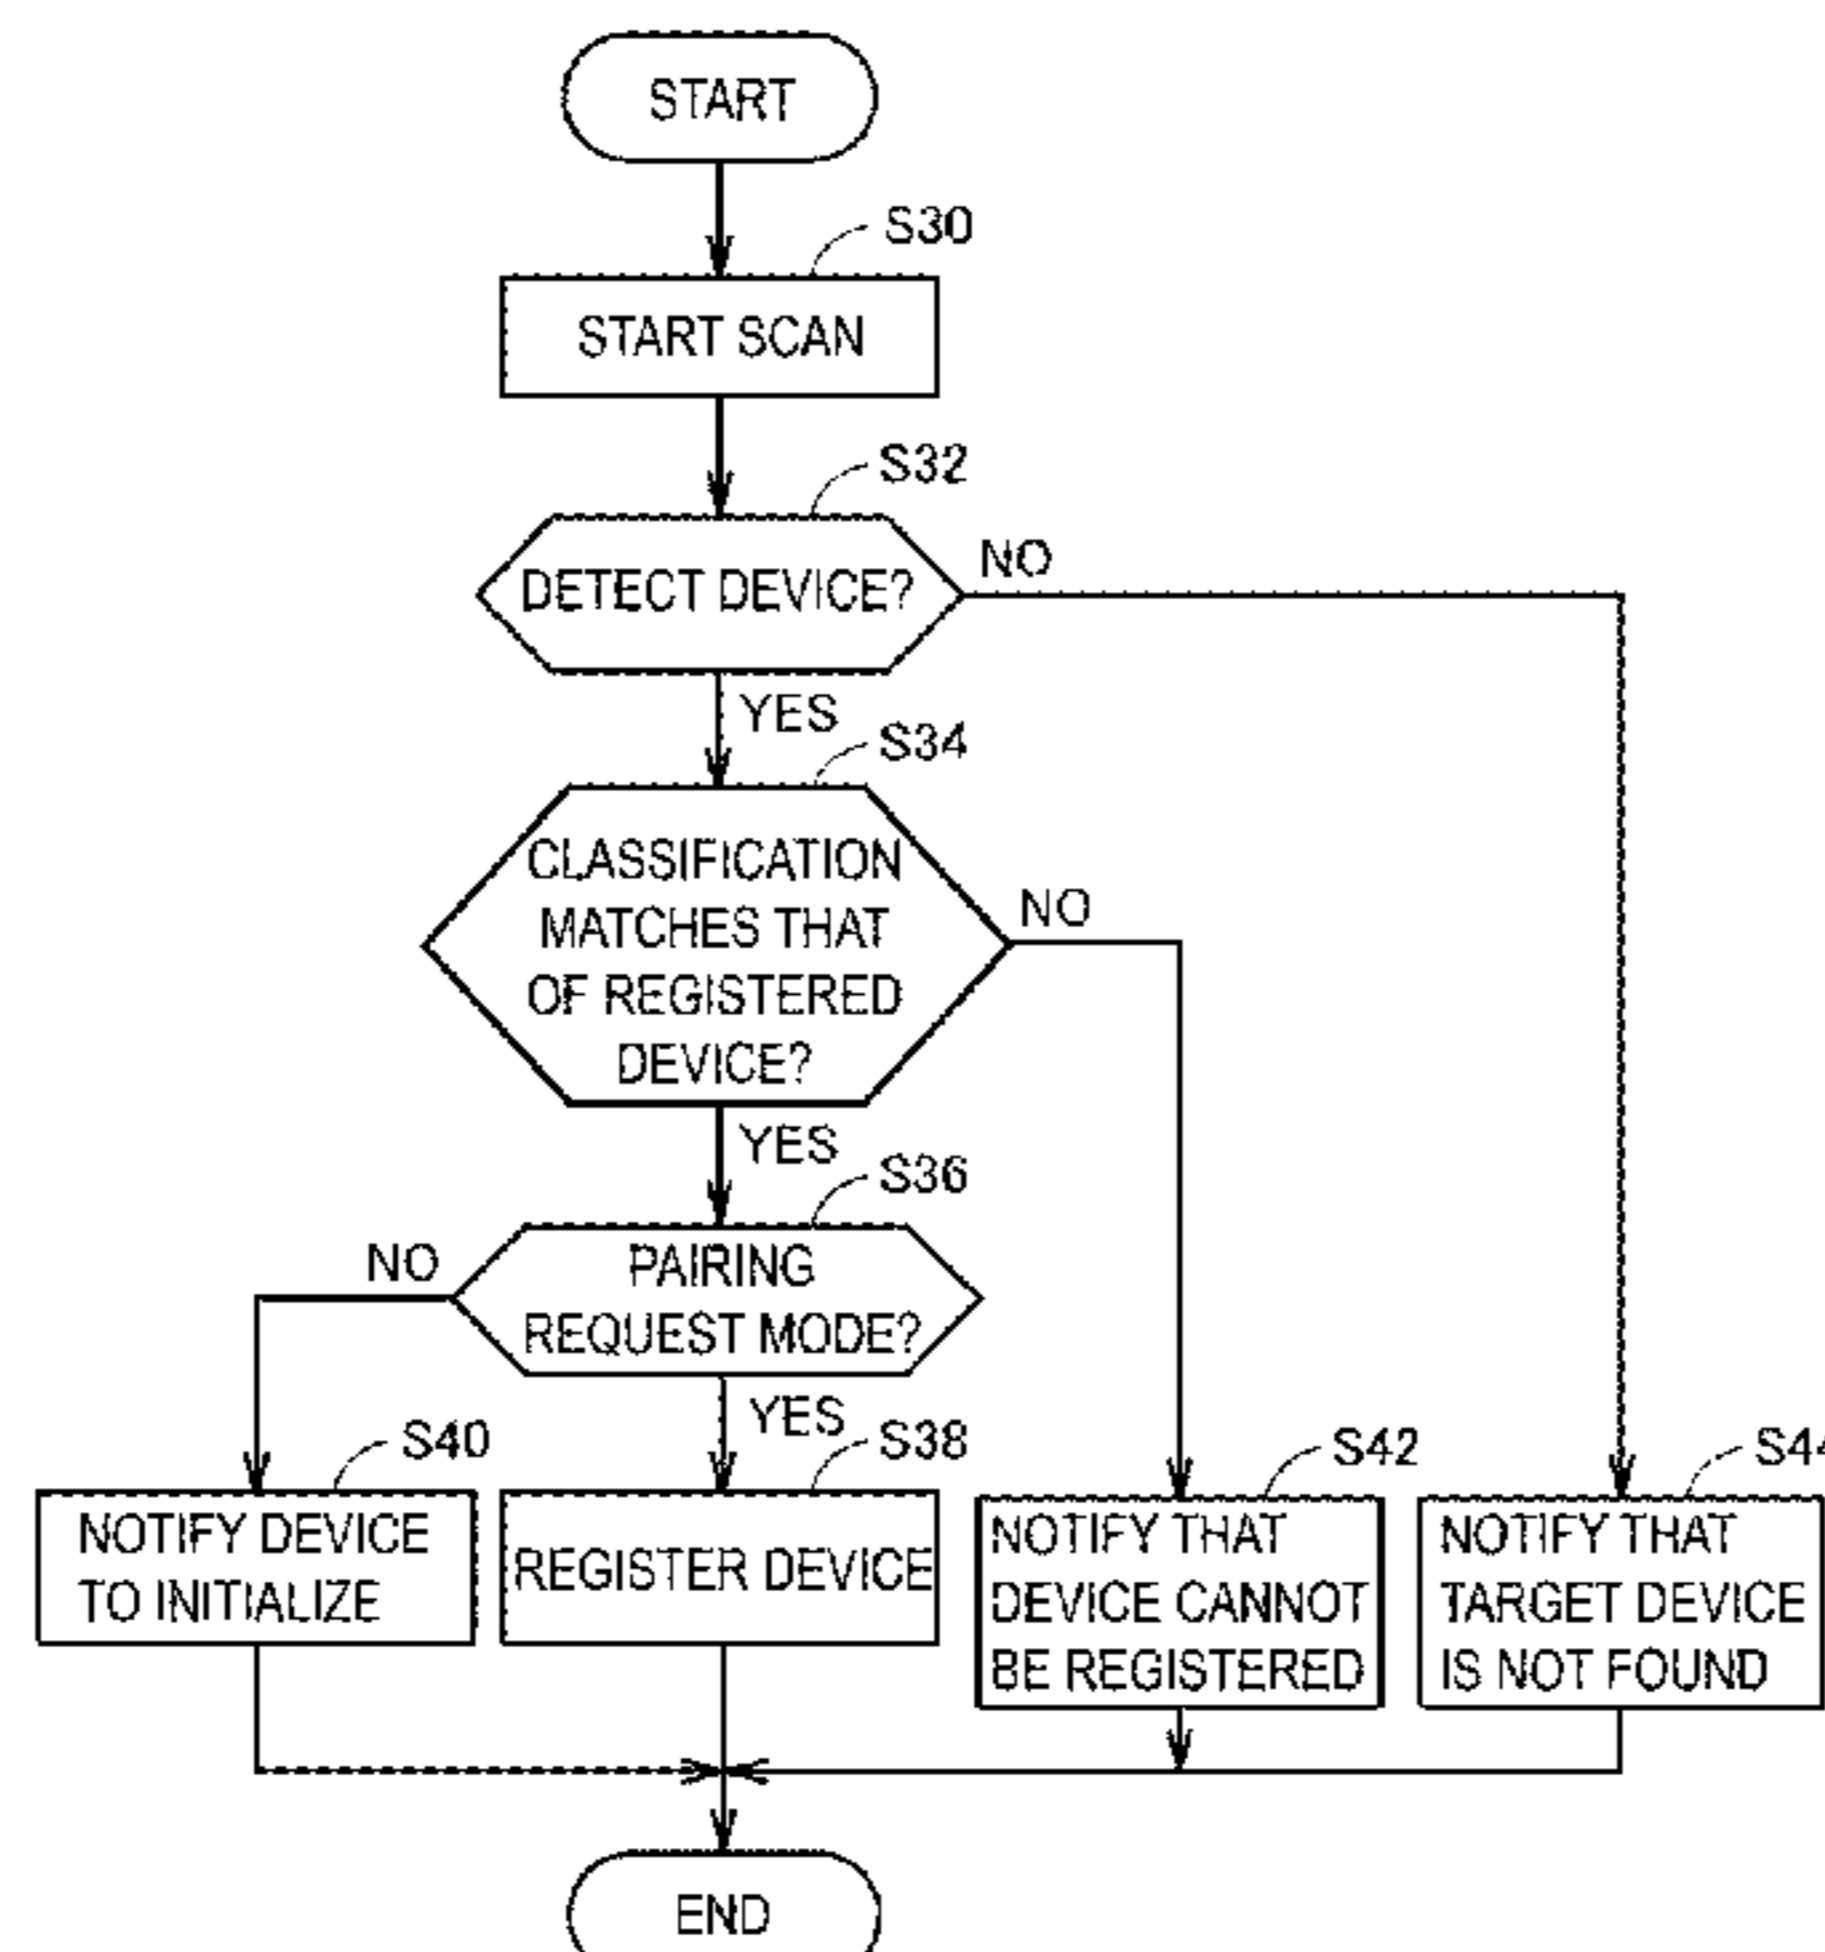 START
S30
START SCAN
S32
DETECT DEVICE?
NO
YES
S34
CLASSIFICATION
MATCHES THAT
OF REGISTERED
DEVICE?
NO
YES
S36
PAIRING
REQUEST MODE?
NO
YES
S40
NOTIFY DEVICE
TO INITIALIZE
S38
REGISTER DEVICE
S42
NOTIFY THAT
DEVICE CANNOT
BE REGISTERED
S44
NOTIFY THAT
TARGET DEVICE
IS NOT FOUND
END